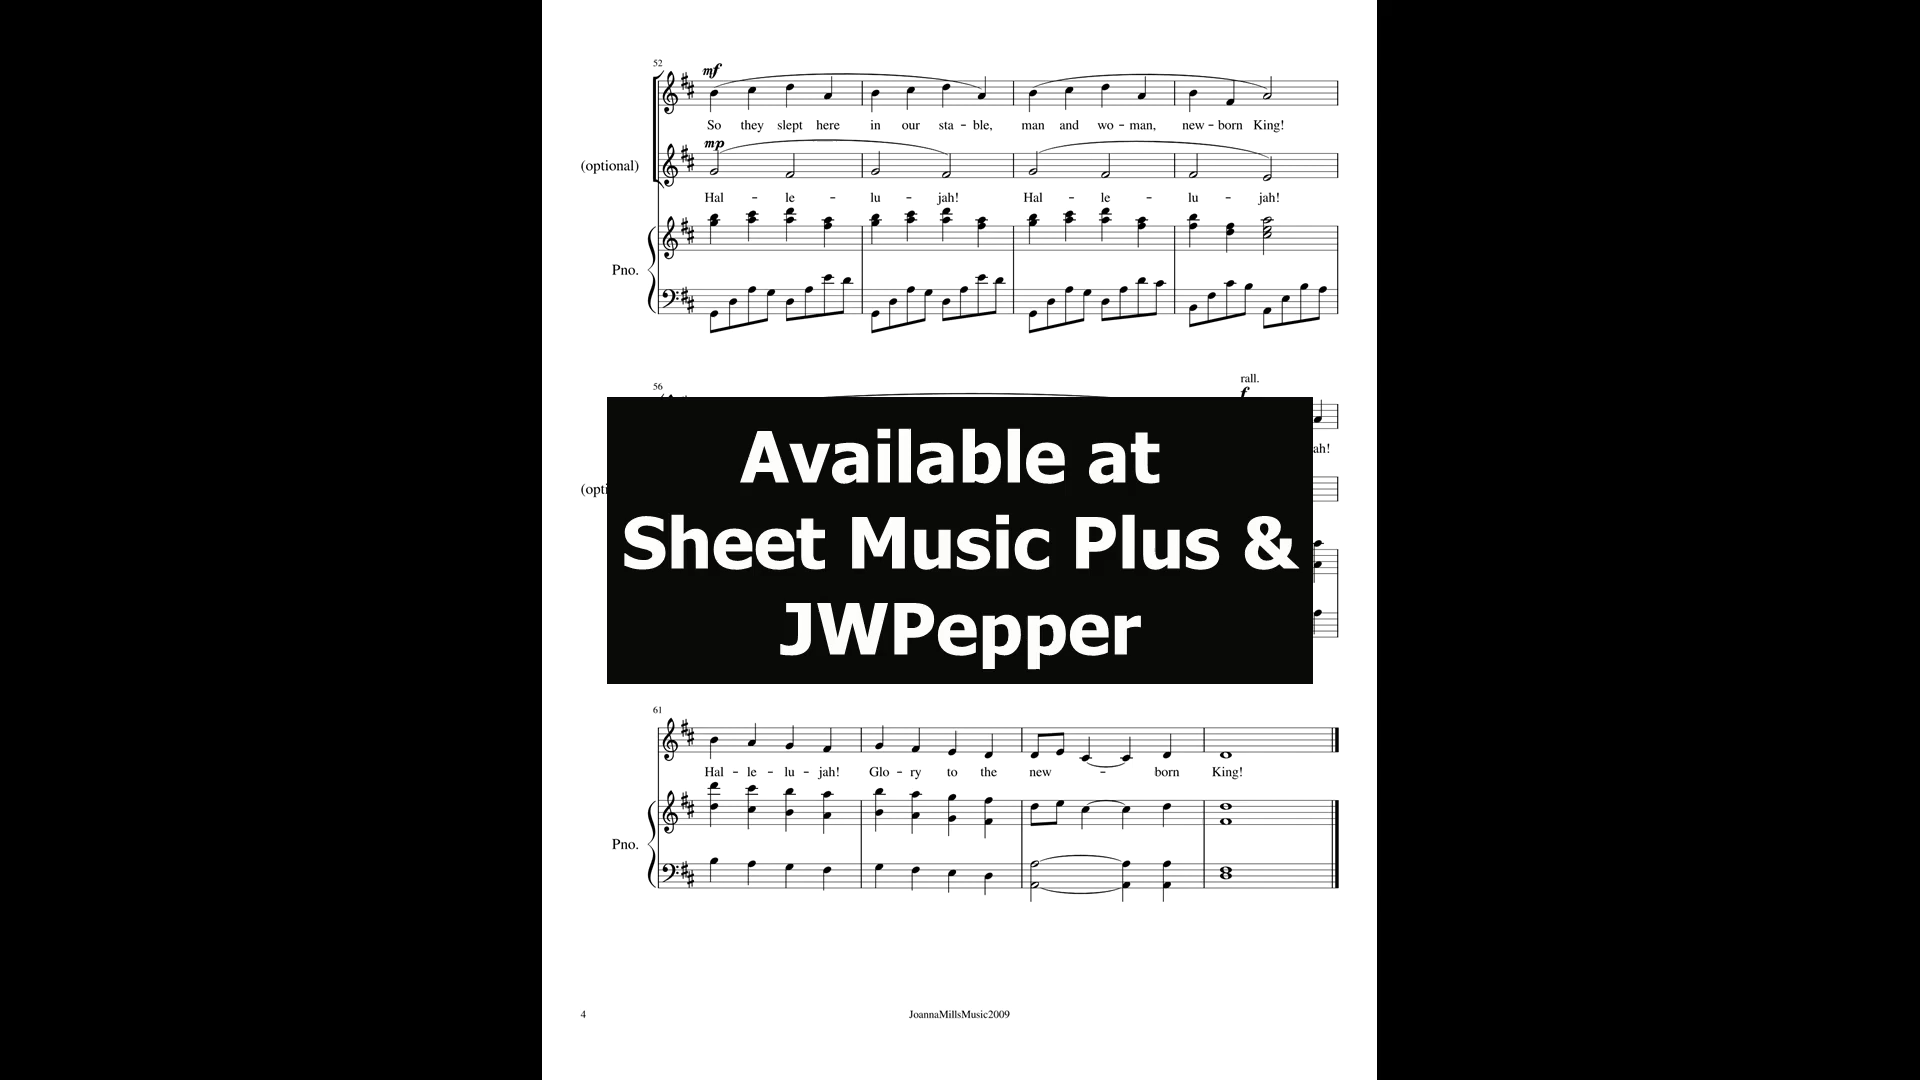 52
mf
So they slept here in our sta - ble, man and wo - man, new - born King!
mp
(optional)
Hal - le - lu - jah! Hal - le - lu - jah!
Pno.
rall.
56
f
ah!
(opti
Available at
Sheet Music Plus &
JWPepper
61
Hal - le - lu - jah! Glo - ry to the new - born King!
Pno.
4 JoannaMillsMusic2009